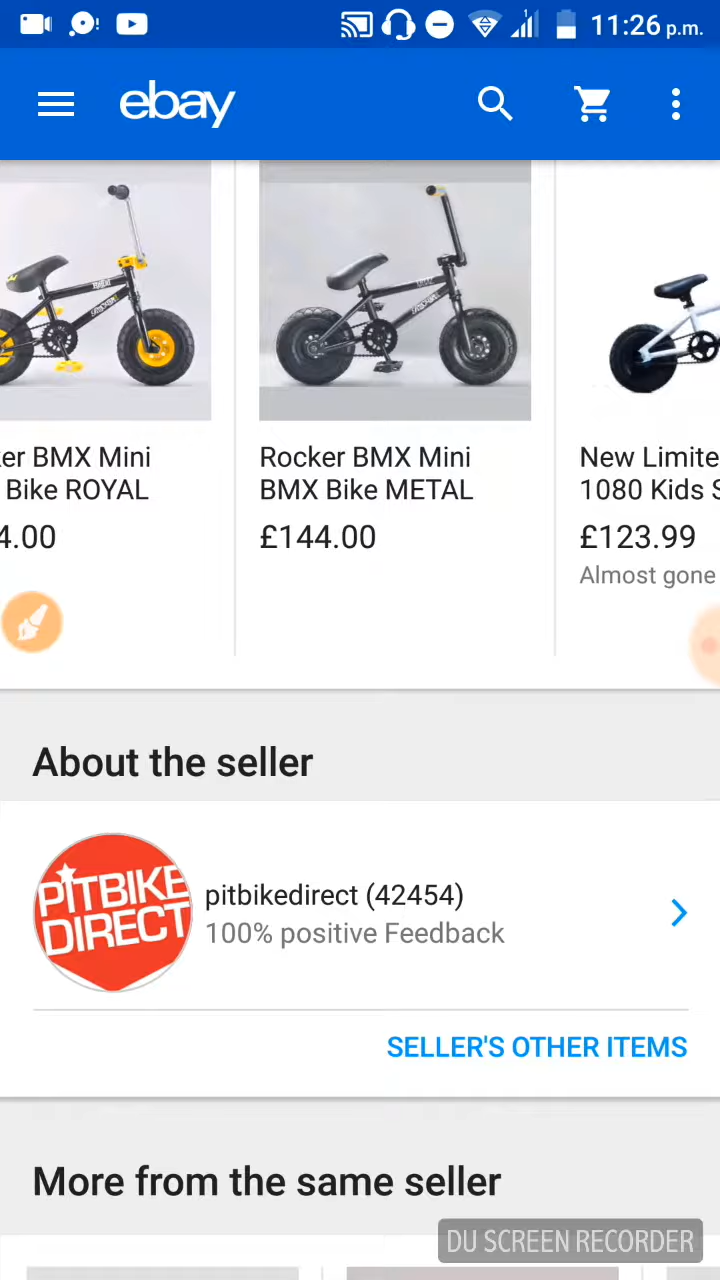 11:26 p.m.
ebay
er BMX Mini
Bike ROYAL
4.00
Rocker BMX Mini
BMX Bike METAL
£144.00
New Limite
1080 Kids S
£123.99
Almost gone
About the seller
PITBIKE
DIRECT
pitbikedirect (42454)
100% positive Feedback
SELLER'S OTHER ITEMS
More from the same seller
DU SCREEN RECORDER